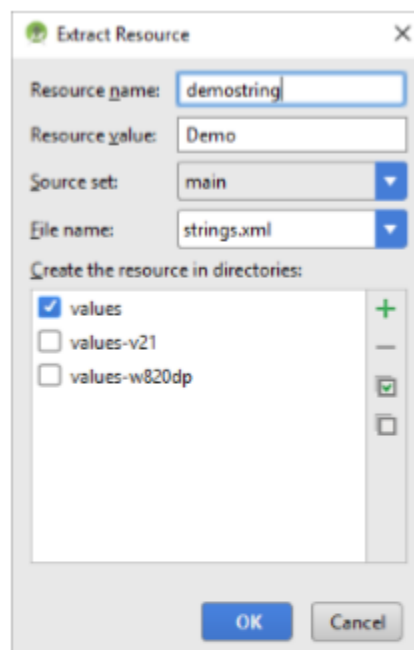 Extract Resource
Resource name: demostring
Resource value: Demo
Source set: main
File name: strings.xml
Create the resource in directories:
values
values-v21
values-w820dp
OK Cancel